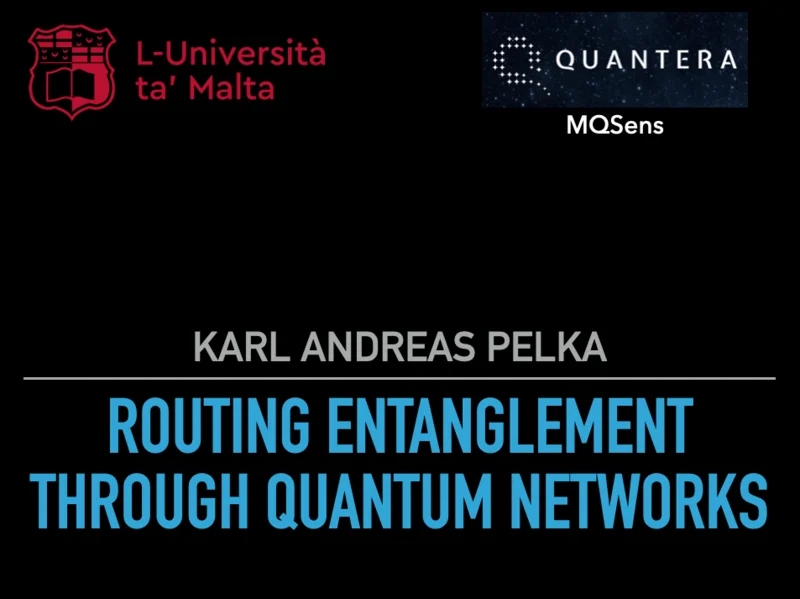 L-Università
ta' Malta
QUANTERA
MQSens
KARL ANDREAS PELKA
ROUTING ENTANGLEMENT
THROUGH QUANTUM NETWORKS